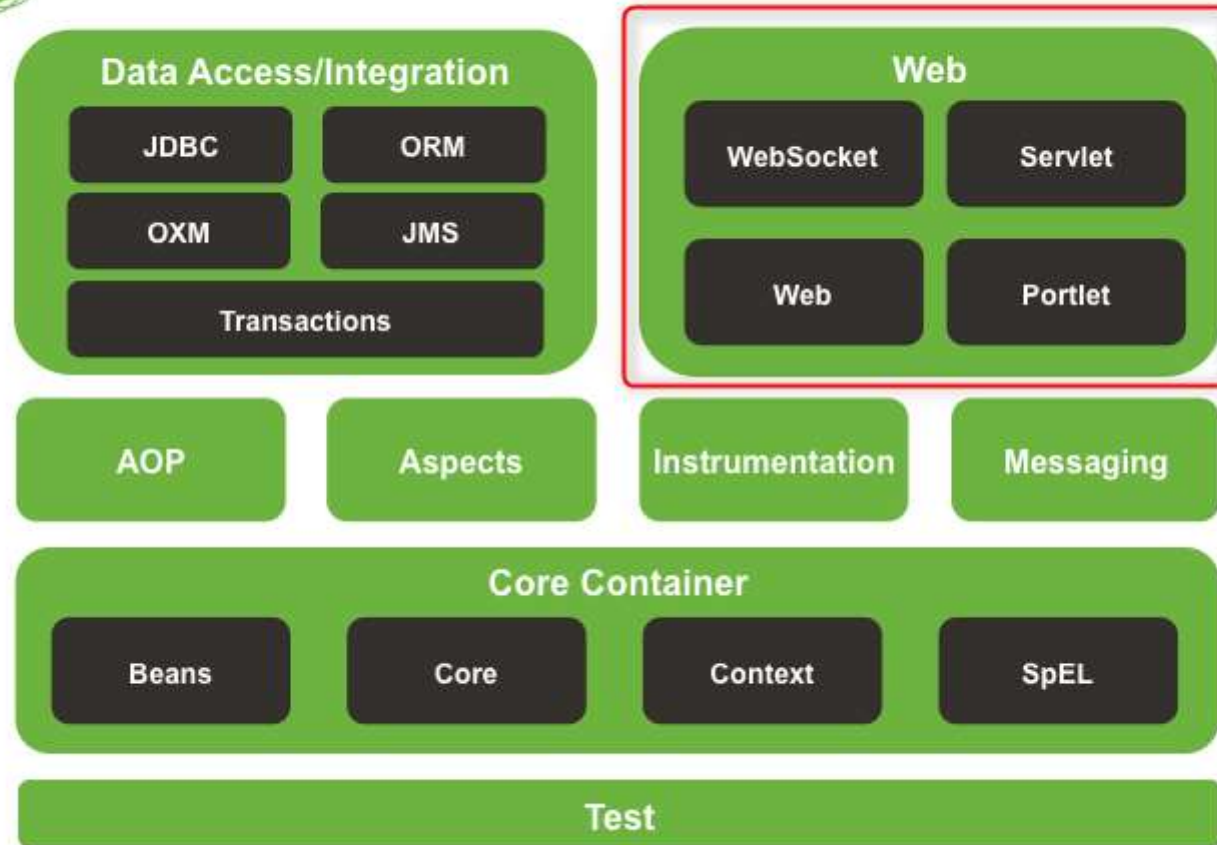 Data Access/Integration
JDBC
ORM
OXM
JMS
Transactions
Web
WebSocket
Servlet
Web
Portlet
AOP
Aspects
Instrumentation
Messaging
Core Container
Beans
Core
Context
SpEL
Test